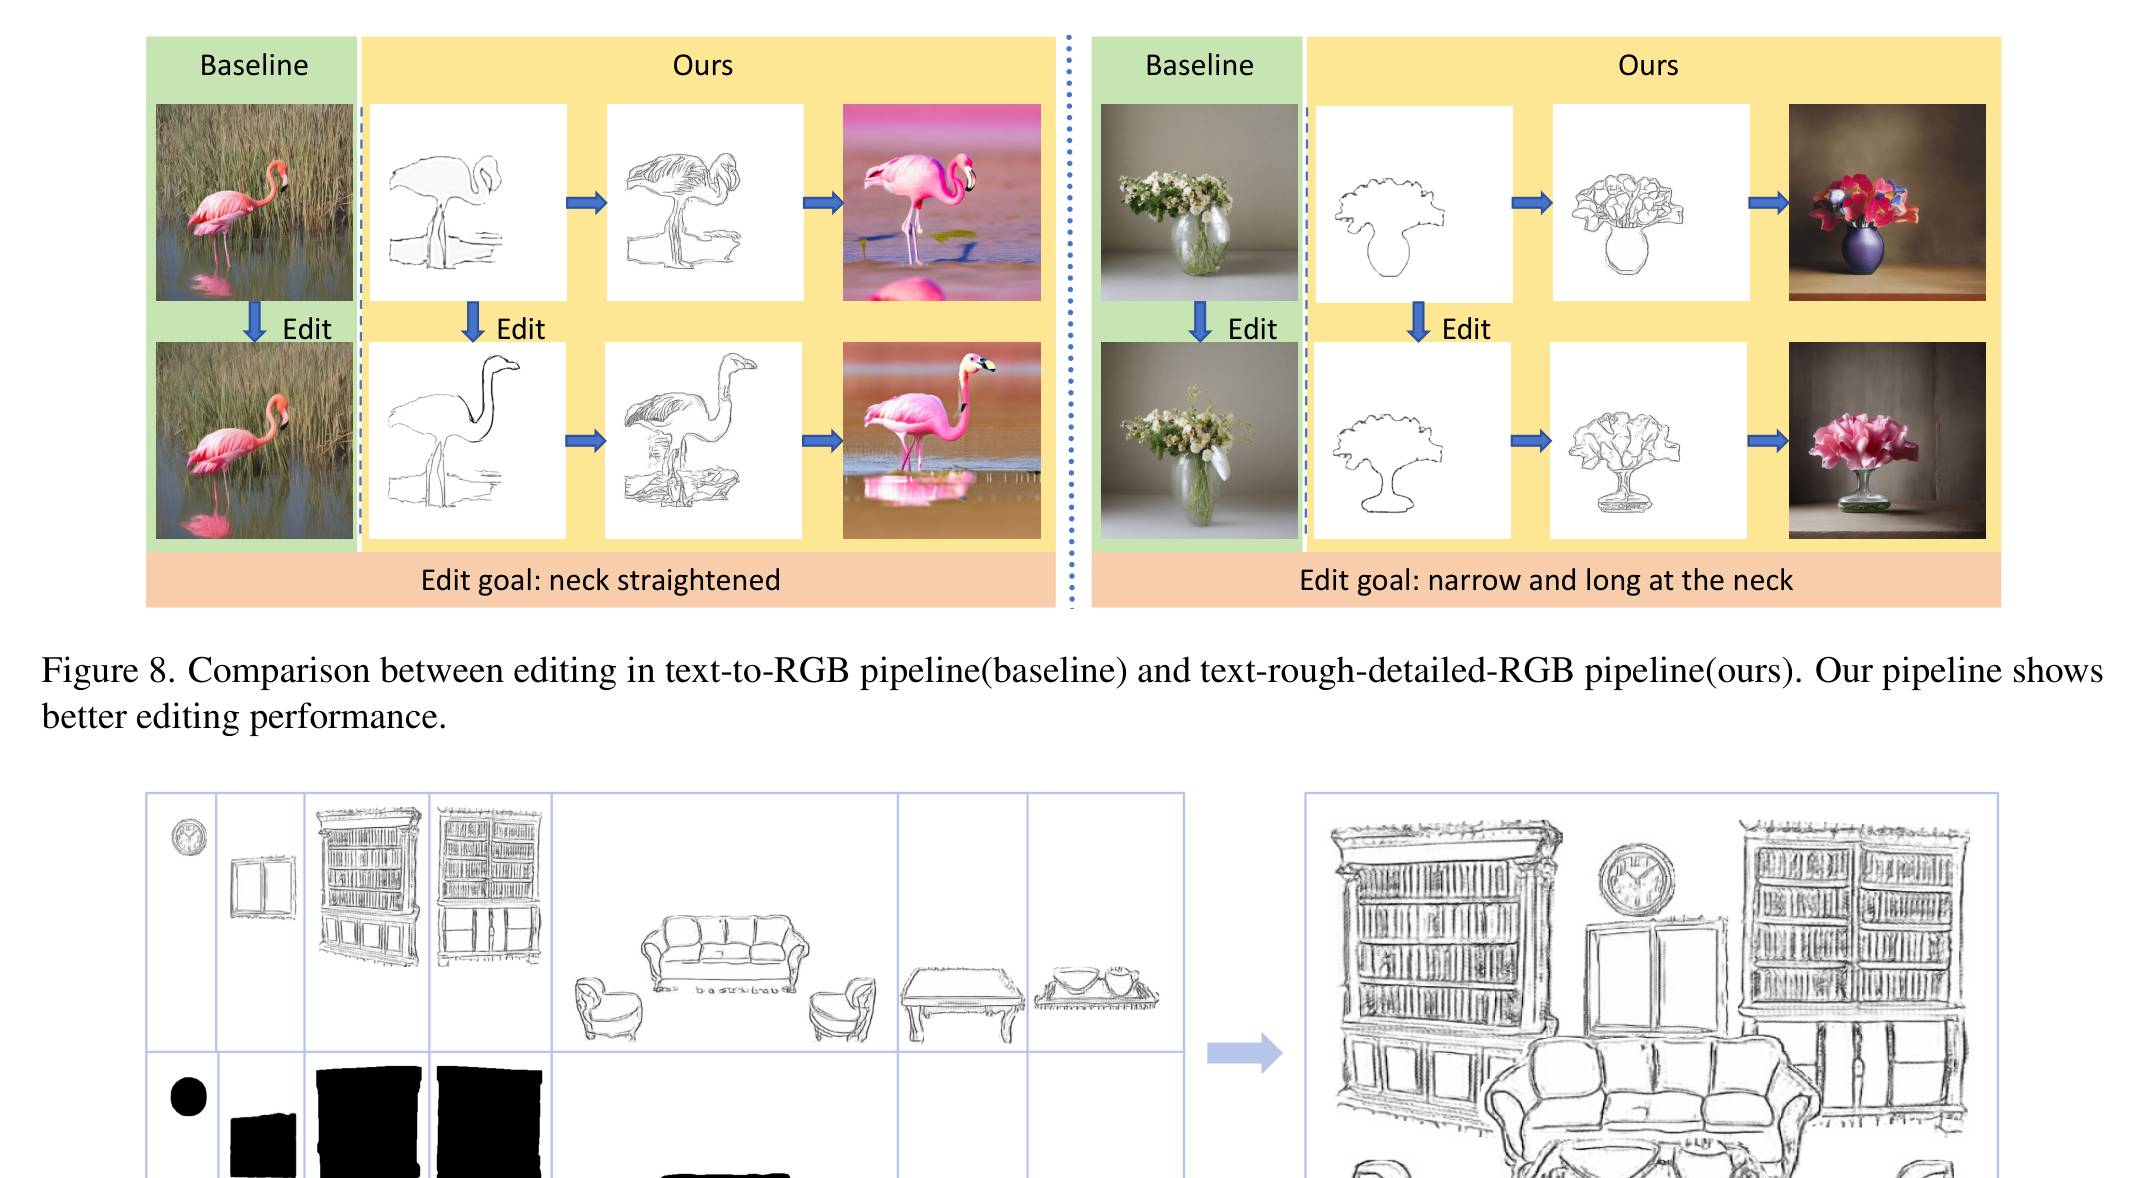 Baseline
Ours
Baseline
Ours
Edit
Edit
Edit
Edit
Edit goal: neck straightened
Edit goal: narrow and long at the neck
Figure 8. Comparison between editing in text-to-RGB pipeline(baseline) and text-rough-detailed-RGB pipeline(ours). Our pipeline shows
better editing performance.